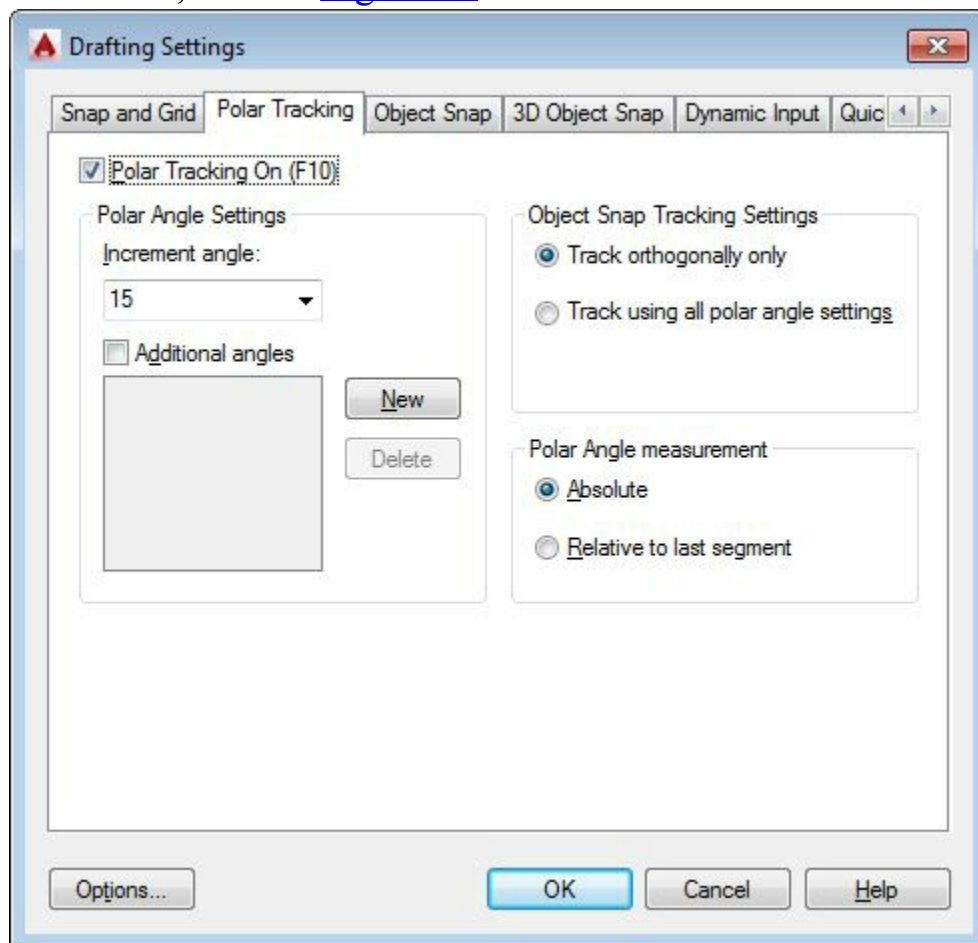 Drafting Settings
Snap and Grid Polar Tracking Object Snap 3D Object Snap Dynamic Input Quic
Polar Tracking On (F10)
Polar Angle Settings
Increment angle:
15
Additional angles
New
Delete
Object Snap Tracking Settings
Track orthogonally only
Track using all polar angle settings
Polar Angle measurement
Absolute
Relative to last segment
Options...
OK Cancel Help